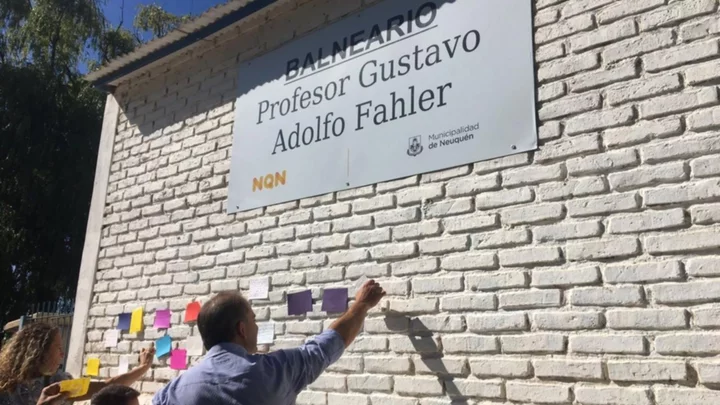 BALNEARIO
Profesor Gustavo
Adolfo Fahler
NQN
Municipalidad
de Neuquén